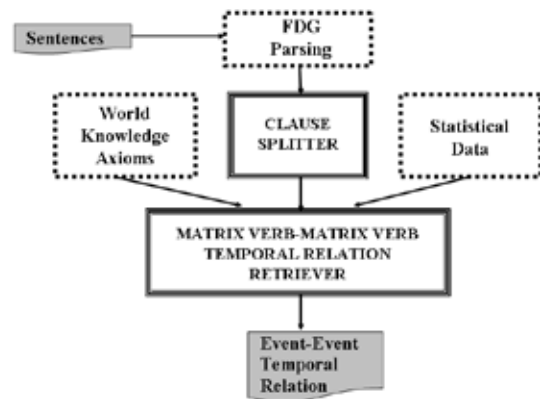 Sentences
FDG
Parsing
World
Knowledge
Axioms
CLAUSE
SPLITTER
Statistical
Data
MATRIX VERB-MATRIX VERB
TEMPORAL RELATION
RETRIEVER
Event-Event
Temporal
Relation